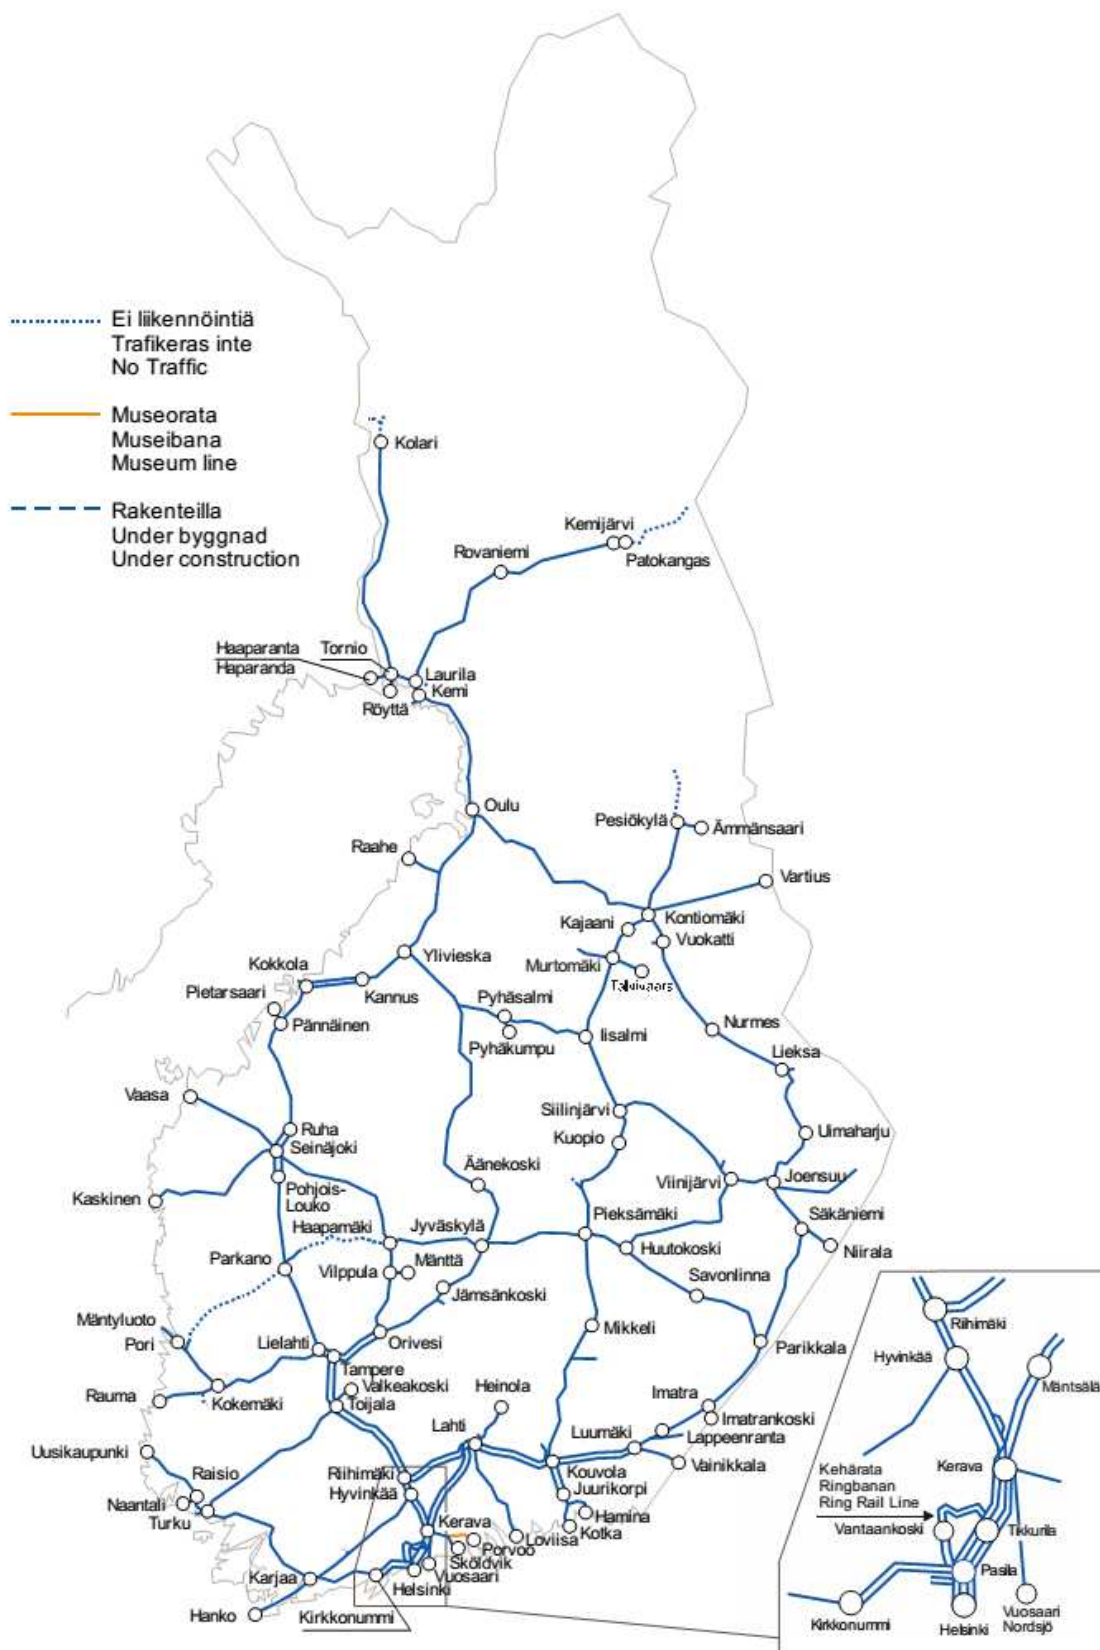 Ei liikennöintiä
Trafikeras inte
No Traffic
Museorata
Museibana
Museum line
Rakenteilla
Under byggnad
Under construction
Kolari
Kemijärvi
Rovaniemi
Patokangas
Haaparanta
Tornio
Haparanda
Laurila
Kemi
Röyttä
Oulu
Pesiökylä
Ämmänsaari
Raahe
Vartius
Kontiomäki
Kajaani
Vuokatti
Ylivieska
Murtomäki
Kokkola
Talvivaara
Pietarsaari
Kannus
Pyhäsalmi
Pännäinen
Nurmes
Iisalmi
Pyhäkumpu
Lieksa
Vaasa
Siilinjärvi
Ruha
Uimaharju
Kuopio
Seinäjoki
Äänekoski
Viinijärvi
Joensuu
Pohjois-
Louko
Kaskinen
Säkäniemi
Pieksämäki
Haapamäki
Jyväskylä
Niirala
Huutokoski
Parkano
Mänttä
Vilppula
Savonlinna
Jämsänkoski
Mäntyluoto
Mikkeli
Pori
Lielahti
Orivesi
Parikkala
Tampere
Valkeakoski
Heinola
Imatra
Rauma
Kokemäki
Toijala
Imatrankoski
Lahti
Luumäki
Lappeenranta
Uusikaupunki
Vainikkala
Raisio
Riihimäki
Kouvola
Hyvinkää
Juurikorpi
Naantali
Turku
Hamina
Kerava
Kotka
Loviisa
Porvoo
Sköldvik
Vuosaari
Karjaa
Helsinki
Hanko
Kirkkonummi
Riihimäki
Hyvinkää
Mäntsälä
Kerava
Kehärata
Ringbanan
Ring Rail Line
Vantaankoski
Tikkurila
Pasila
Kirkkonummi
Helsinki
Vuosaari
Nordsjö